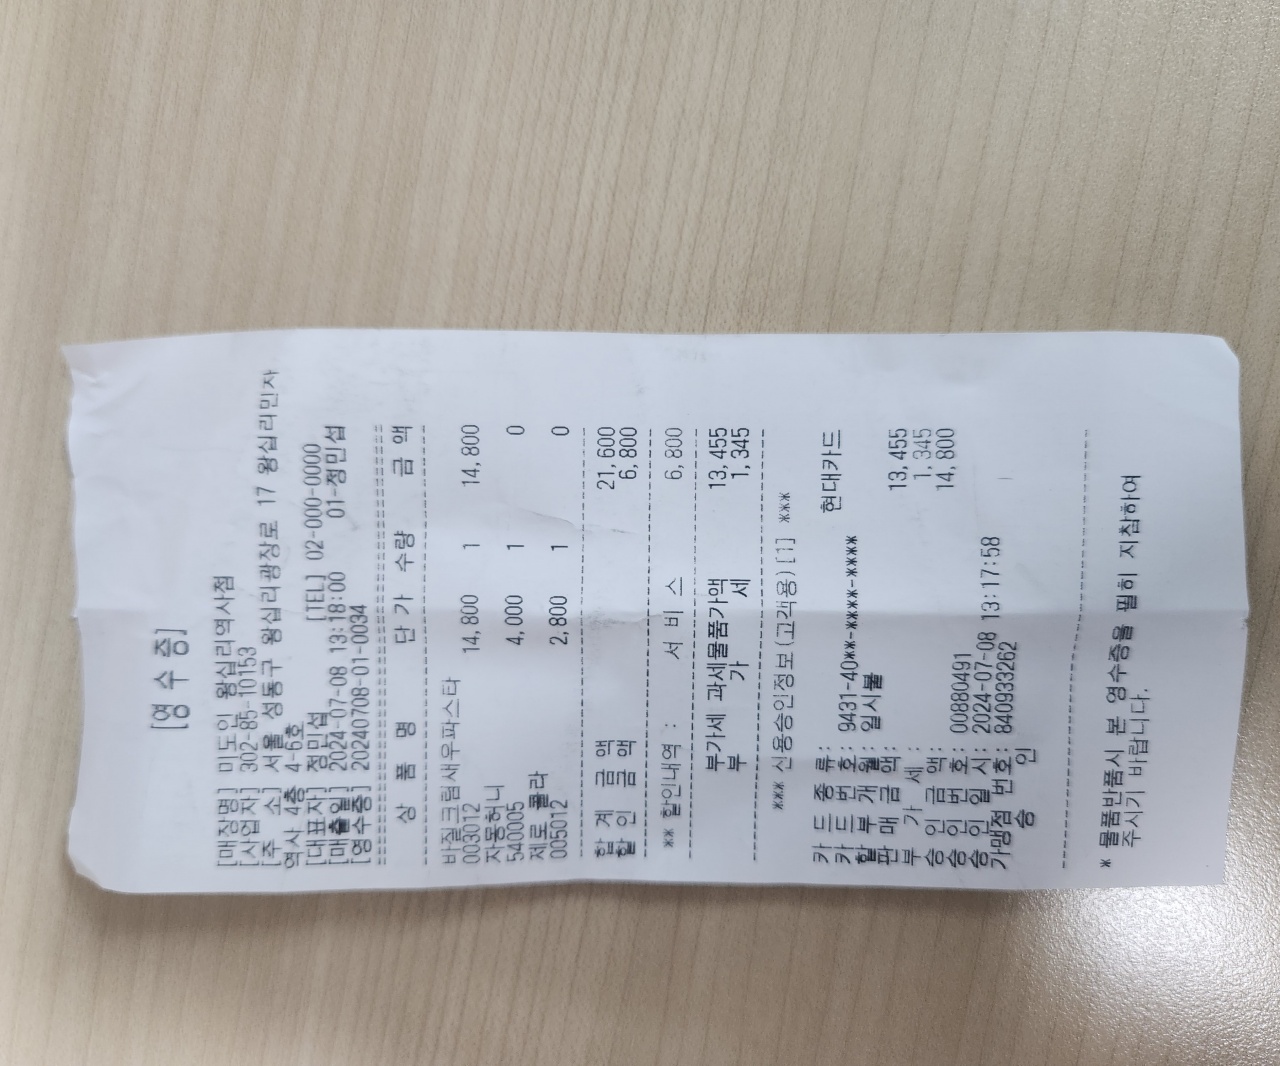 [영 수 증]
[매장명] 미도인 왕십리역사점
[사업자] 302-85-10153
[주 소] 서울 성동구 왕십리광장로 17 왕십리민자
역사 4층 4-6호
[대표자] 정민섭 [TEL] 02-000-0000
[매출일] 2024-07-08 13:18:00 01-정민섭
[영수증] 20240708-01-0034
상 품 명 단 가 수량 금 액
바질크림새우파스타
003012 14,800 1 14,800
자몽허니
540005 4,000 1 0
제로 콜라
005012 2,800 1 0
합 계 금 액 21,600
할 인 금 액 6,800
** 할인내역 : 서 비 스 6,800
부가세 과세물품가액 13,455
부 가 세 1,345
*** 신용승인정보(고객용)[1] ***
카 드 종 류: 현대카드
카 드 번 호: 9431-40**-****-****
할 부 개 월: 일시불
판 매 금 액: 13,455
부 가 세: 1,345
승 인 금 액: 14,800
승 인 번 호: 00880491
승 인 일 시: 2024-07-08 13:17:58
가맹점 번호: 840933262
승 인
* 물품반품시 본 영수증을 필히 지참하여
주시기 바랍니다.